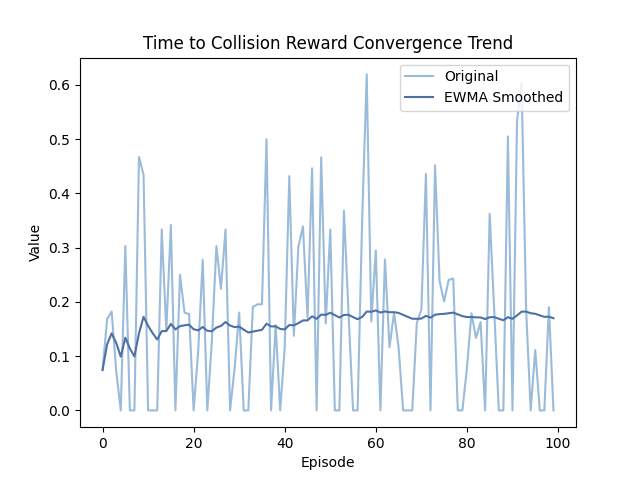 Time to Collision Reward Convergence Trend
Original
EWMA Smoothed
Value
0.6
0.5
0.4
0.3
0.2
0.1
0.0
0 20 40 60 80 100
Episode